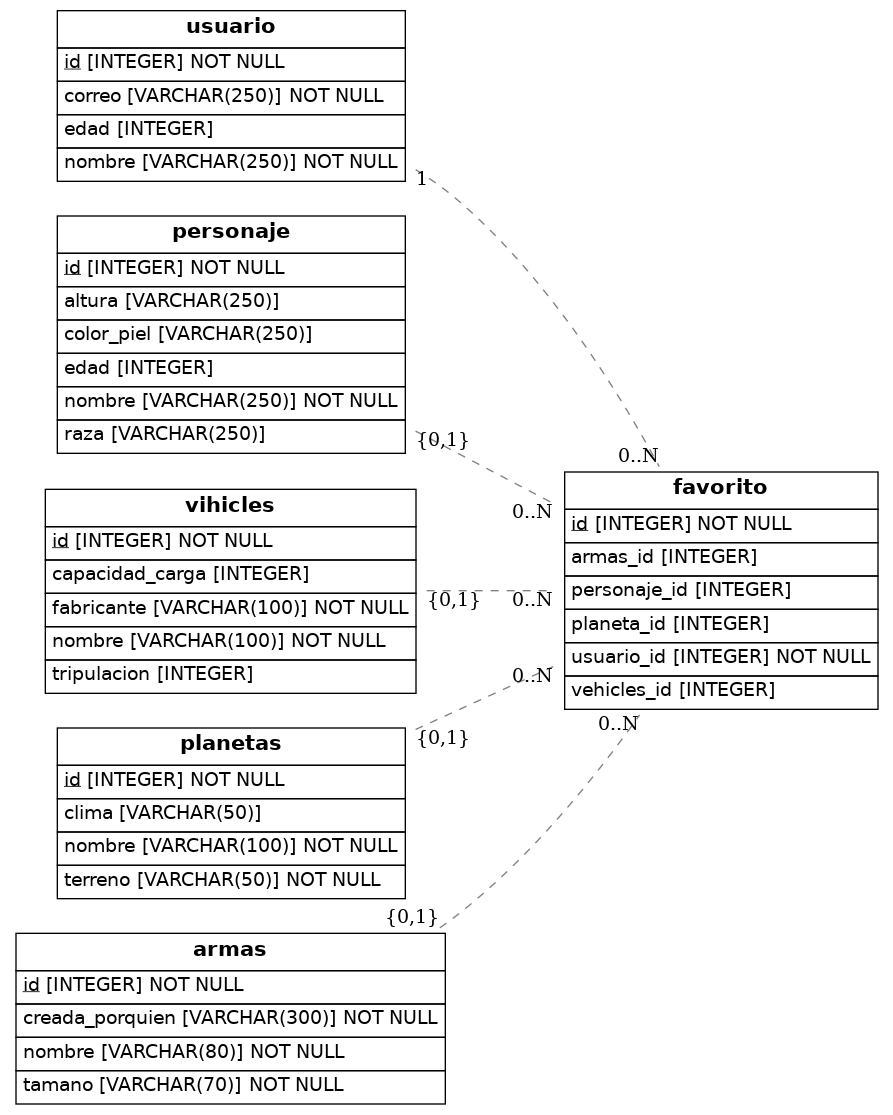 usuario
id [INTEGER] NOT NULL
correo [VARCHAR(250)] NOT NULL
edad [INTEGER]
nombre [VARCHAR(250)] NOT NULL
1
personaje
id [INTEGER] NOT NULL
altura [VARCHAR(250)]
color_piel [VARCHAR(250)]
edad [INTEGER]
nombre [VARCHAR(250)] NOT NULL
raza [VARCHAR(250)]
{0,1}
vihicles
id [INTEGER] NOT NULL
capacidad_carga [INTEGER]
fabricante [VARCHAR(100)] NOT NULL
nombre [VARCHAR(100)] NOT NULL
tripulacion [INTEGER]
{0,1}
planetas
id [INTEGER] NOT NULL
clima [VARCHAR(50)]
nombre [VARCHAR(100)] NOT NULL
terreno [VARCHAR(50)] NOT NULL
{0,1}
armas
id [INTEGER] NOT NULL
creada_porquien [VARCHAR(300)] NOT NULL
nombre [VARCHAR(80)] NOT NULL
tamano [VARCHAR(70)] NOT NULL
{0,1}
0..N
0..N
0..N
0..N
0..N
favorito
id [INTEGER] NOT NULL
armas_id [INTEGER]
personaje_id [INTEGER]
planeta_id [INTEGER]
usuario_id [INTEGER] NOT NULL
vehicles_id [INTEGER]